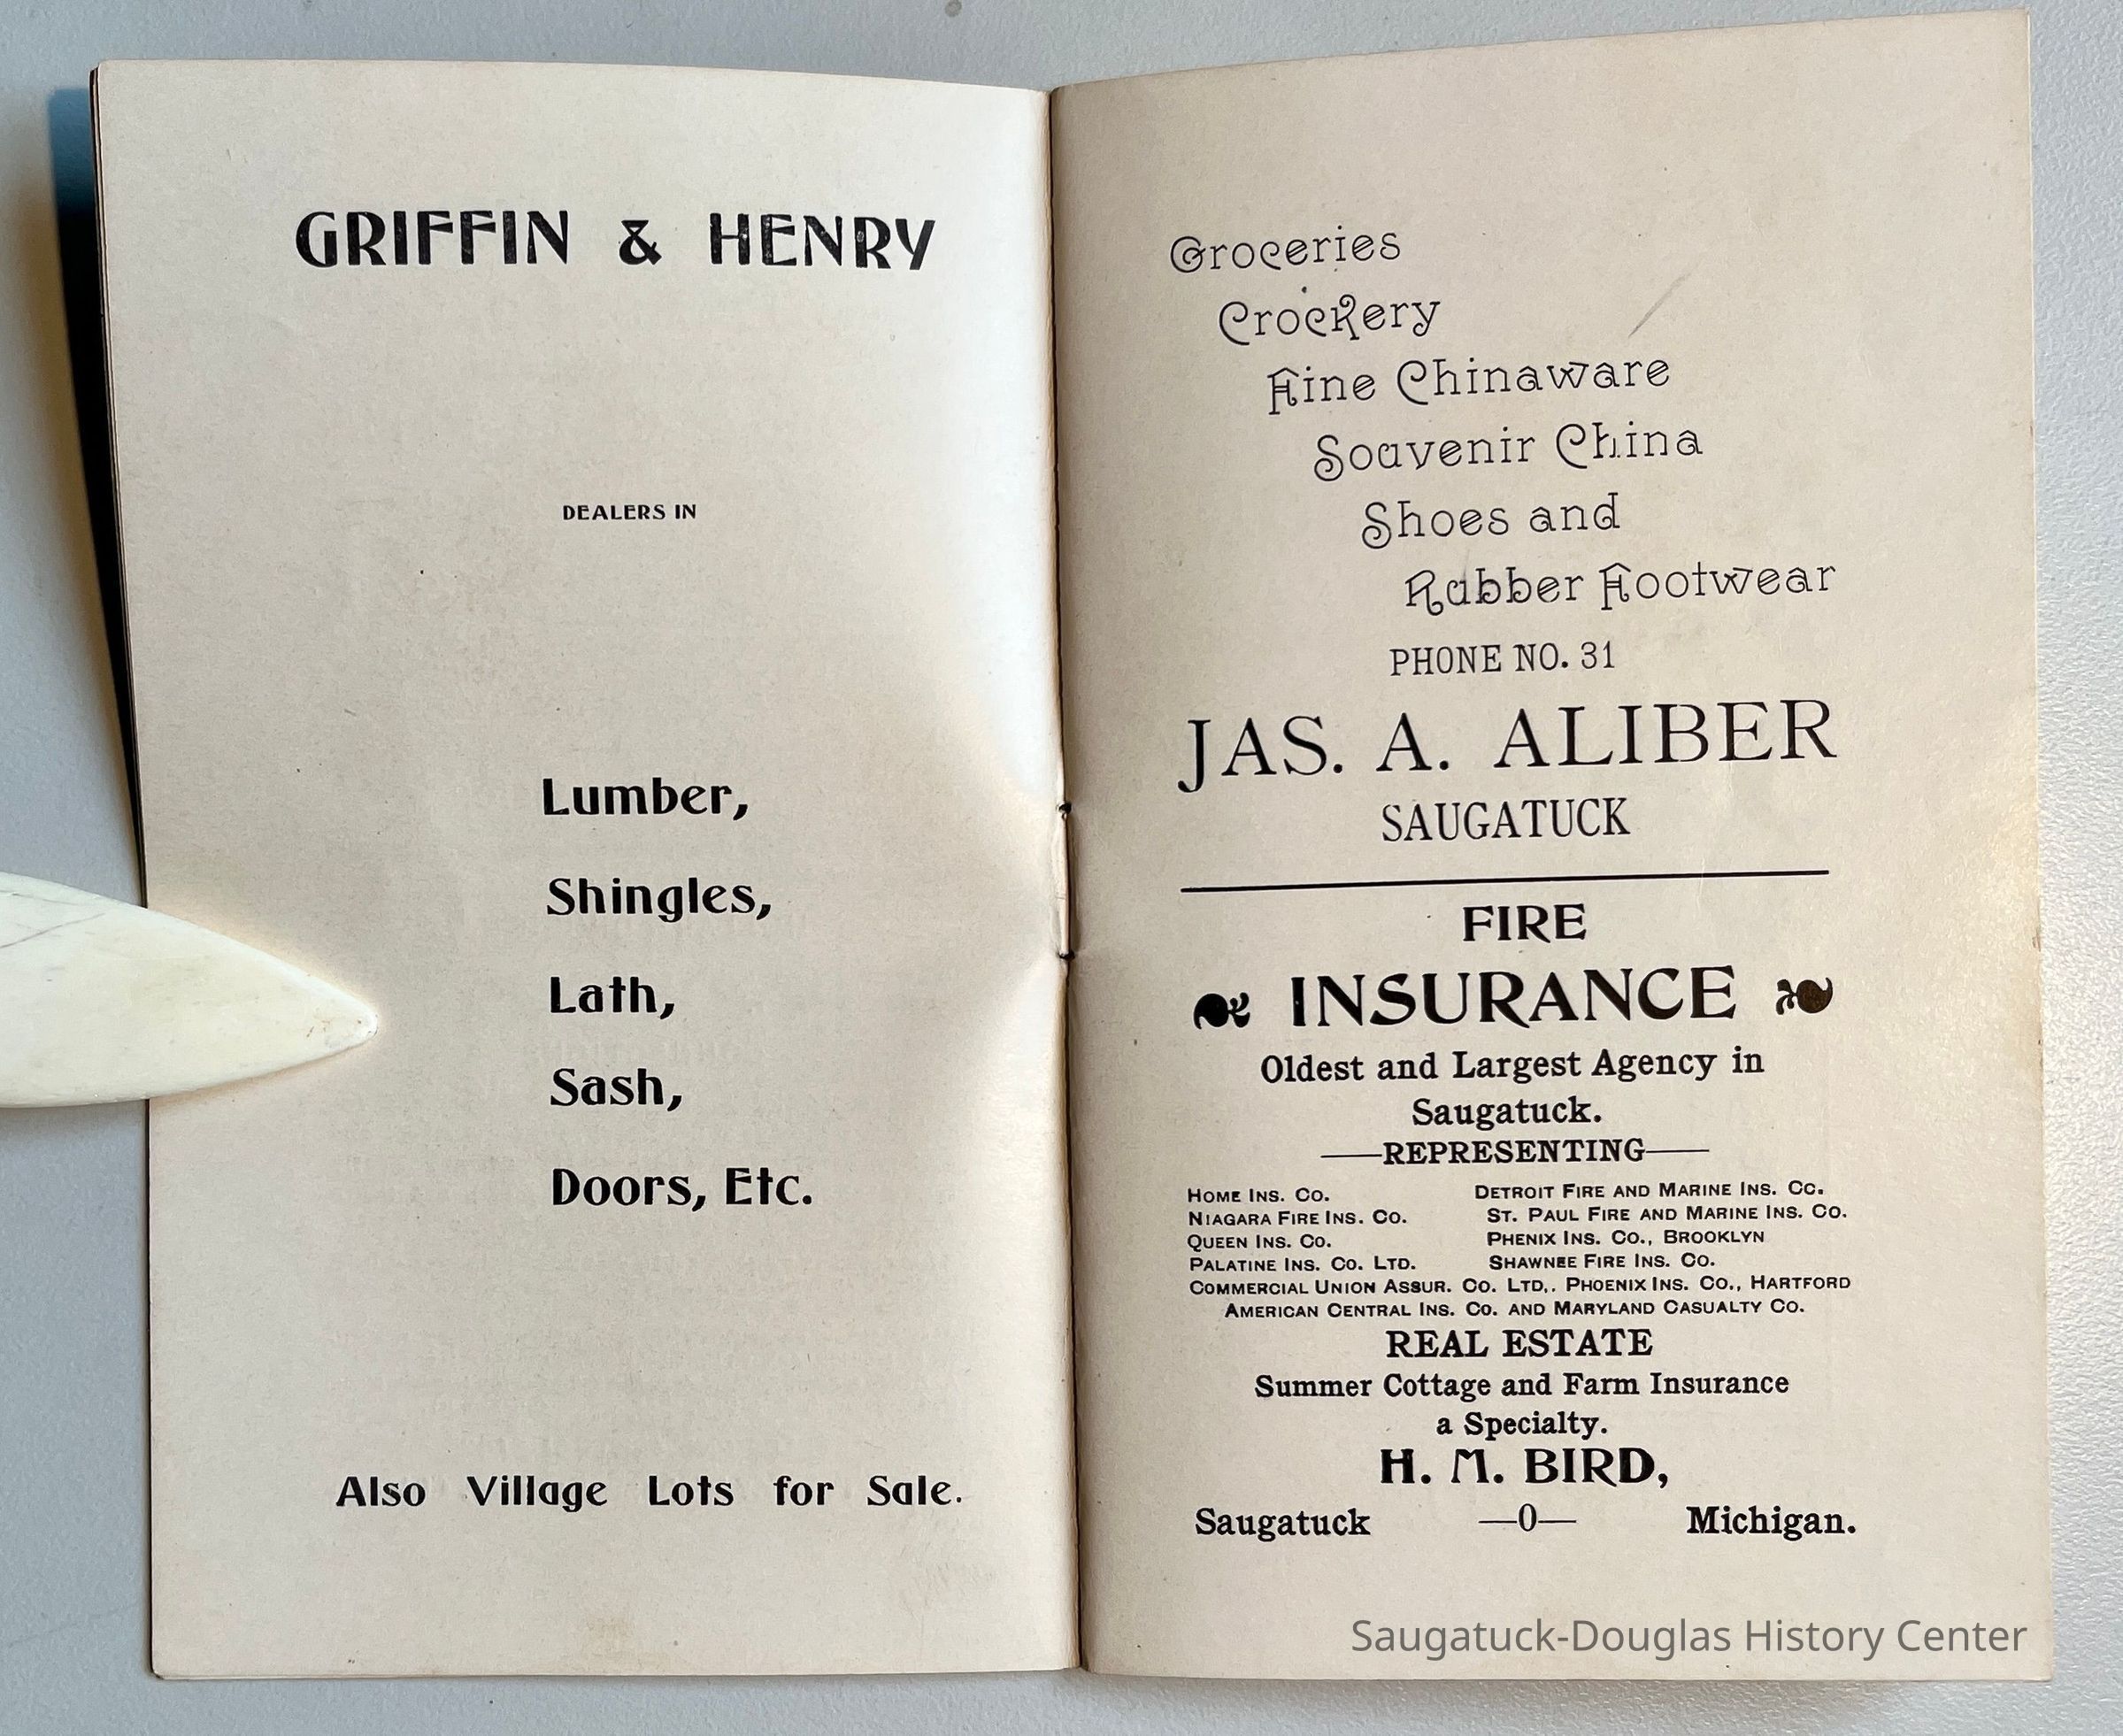 GRIFFIN & HENRY
DEALERS IN
Lumber,
Shingles,
Lath,
Sash,
Doors, Etc.
Also Village Lots for Sale.
Groceries
Crockery
Fine Chinaware
Souvenir China
Shoes and
Rubber Footwear
PHONE NO. 31
JAS. A. ALIBER
SAUGATUCK
FIRE
INSURANCE
Oldest and Largest Agency in
Saugatuck.
—REPRESENTING—
HOME INS. CO. DETROIT FIRE AND MARINE INS. CC.
NIAGARA FIRE INS. CO. ST. PAUL FIRE AND MARINE INS. CO.
QUEEN INS. CO. PHENIX INS. CO., BROOKLYN
PALATINE INS. CO. LTD. SHAWNEE FIRE INS. CO.
COMMERCIAL UNION ASSUR. CO. LTD,. PHOENIX INS. CO., HARTFORD
AMERICAN CENTRAL INS. CO. AND MARYLAND CASUALTY CO.
REAL ESTATE
Summer Cottage and Farm Insurance
a Specialty.
H. M. BIRD,
Saugatuck —0— Michigan.
Saugatuck-Douglas History Center